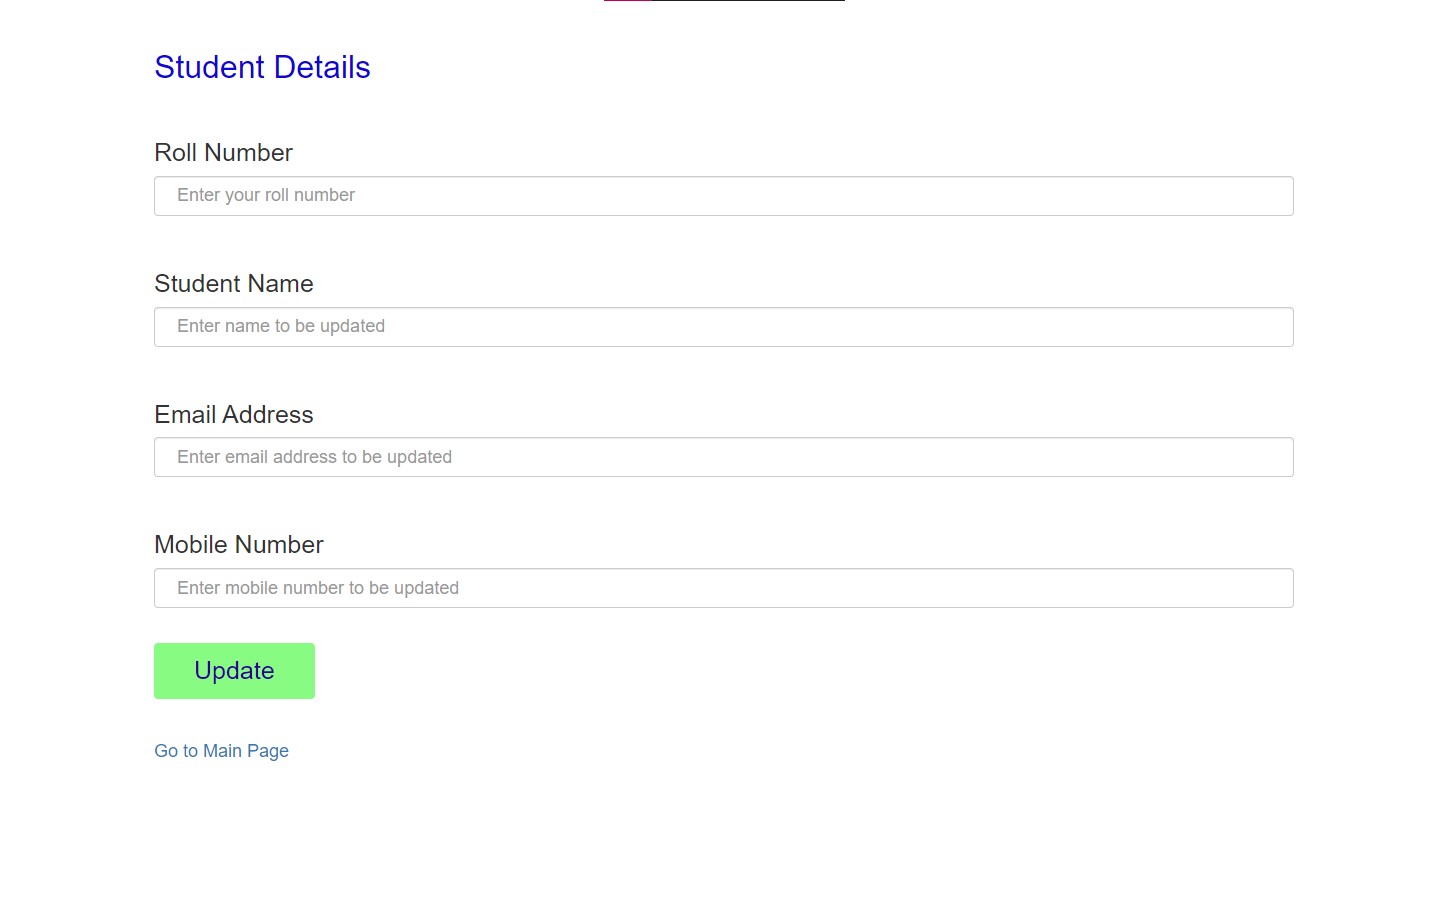 Student Details
Roll Number
Enter your roll number
Student Name
Enter name to be updated
Email Address
Enter email address to be updated
Mobile Number
Enter mobile number to be updated
Update
Go to Main Page